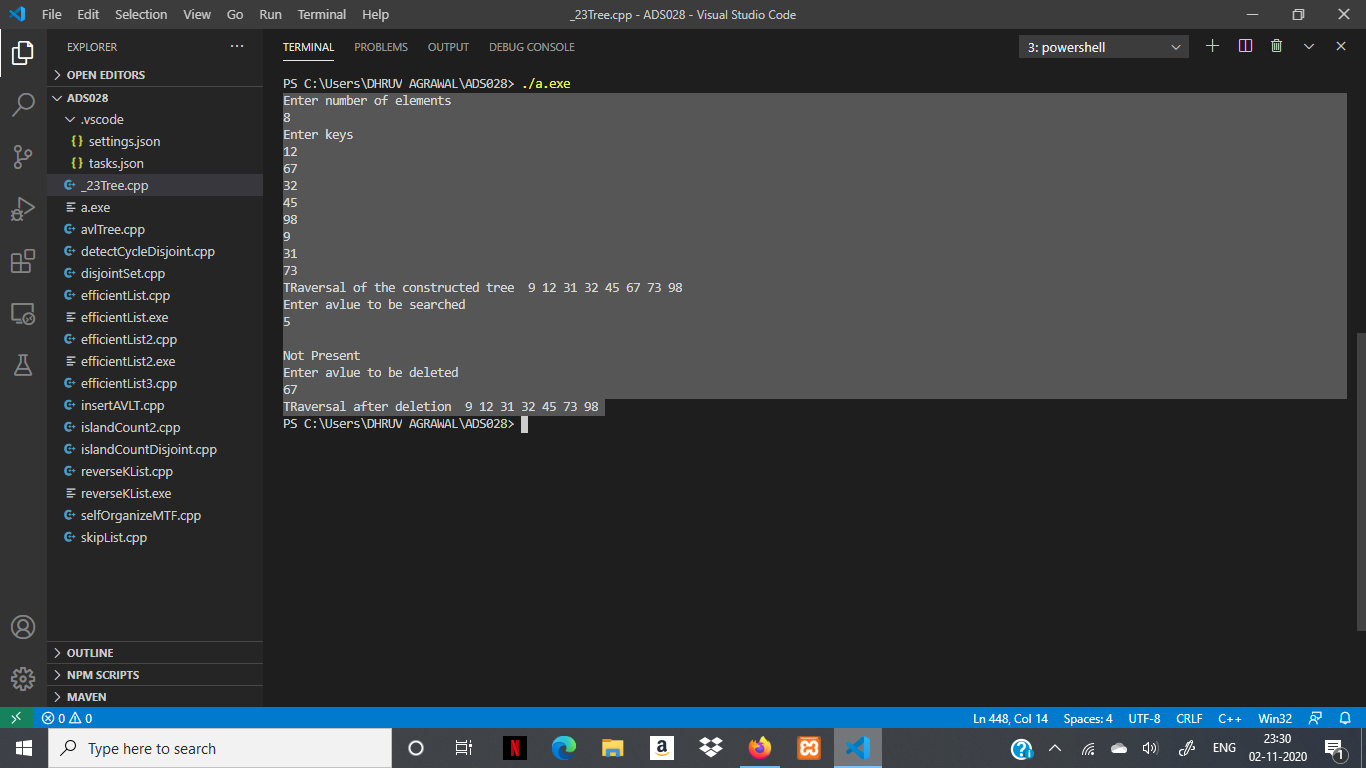 File Edit Selection View Go Run Terminal Help
_23Tree.cpp - ADS028 - Visual Studio Code
EXPLORER
OPEN EDITORS
ADS028
.vscode
{} settings.json
{} tasks.json
_23Tree.cpp
a.exe
avlTree.cpp
detectCycleDisjoint.cpp
disjointSet.cpp
efficientList.cpp
efficientList.exe
efficientList2.cpp
efficientList2.exe
efficientList3.cpp
insertAVLT.cpp
islandCount2.cpp
islandCountDisjoint.cpp
reverseKList.cpp
reverseKList.exe
selfOrganizeMTF.cpp
skipList.cpp
OUTLINE
NPM SCRIPTS
MAVEN
TERMINAL PROBLEMS OUTPUT DEBUG CONSOLE
3: powershell
PS C:\Users\DHRUV AGRAWAL\ADS028> ./a.exe
Enter number of elements
8
Enter keys
12
67
32
45
98
9
31
73
TRaversal of the constructed tree  9 12 31 32 45 67 73 98
Enter avlue to be searched
5
Not Present
Enter avlue to be deleted
67
TRaversal after deletion  9 12 31 32 45 73 98
PS C:\Users\DHRUV AGRAWAL\ADS028>
0 0
Ln 448, Col 14 Spaces: 4 UTF-8 CRLF C++ Win32
Type here to search
N
a
ENG
23:30
02-11-2020
1